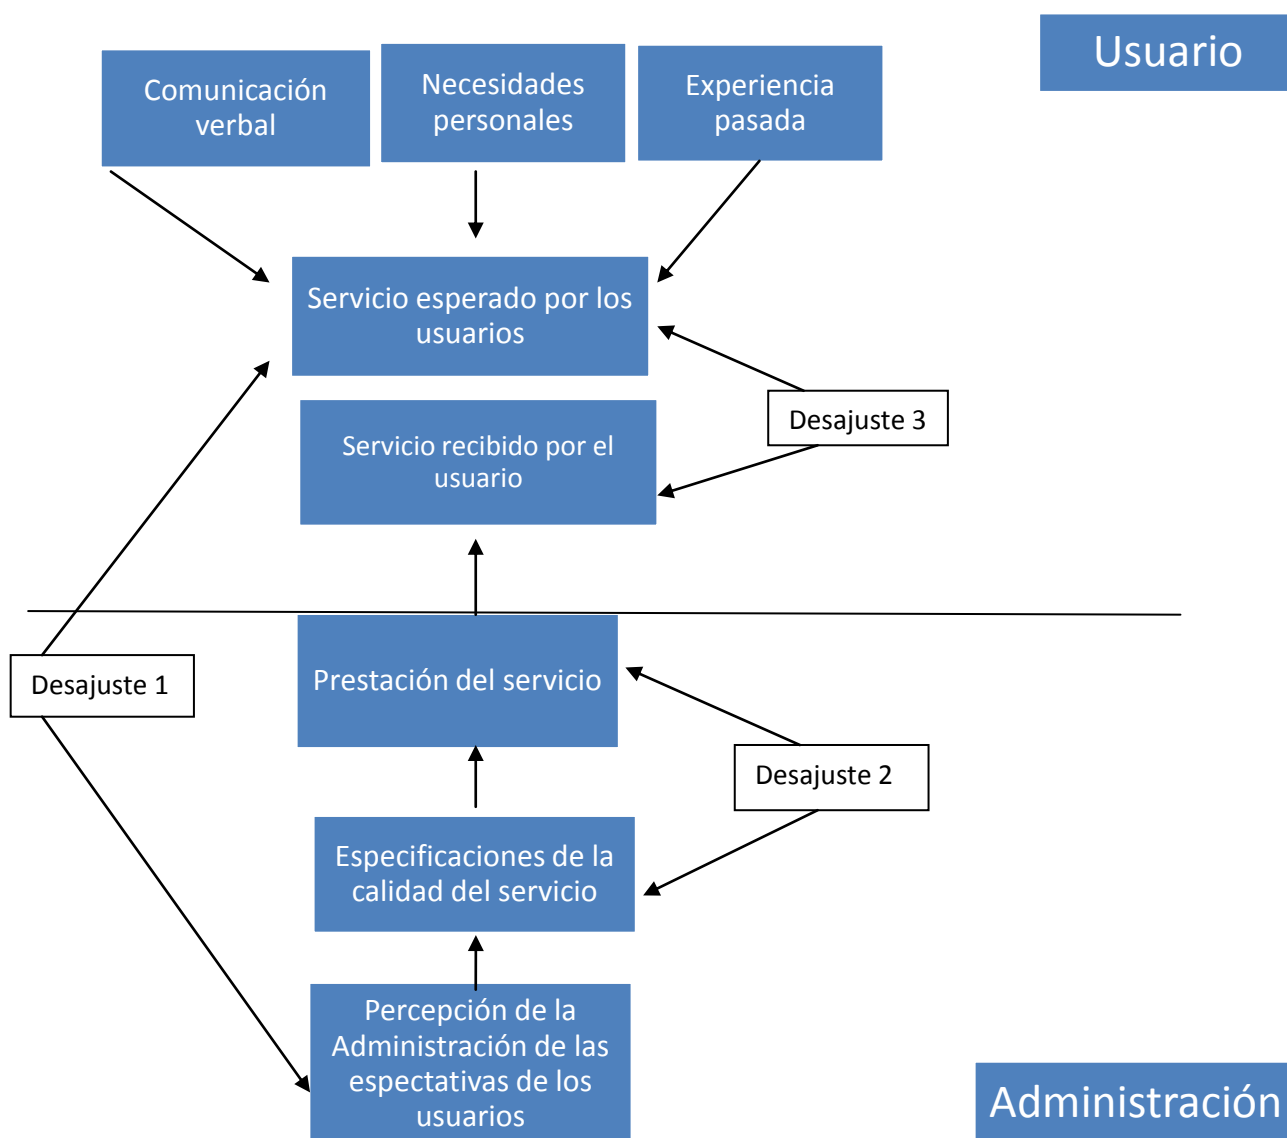 Usuario
Comunicación
verbal
Necesidades
personales
Experiencia
pasada
Servicio esperado por los
usuarios
Desajuste 3
Servicio recibido por el
usuario
Prestación del servicio
Desajuste 1
Desajuste 2
Especificaciones de la
calidad del servicio
Percepción de la
Administración de las
espectativas de los
usuarios
Administración